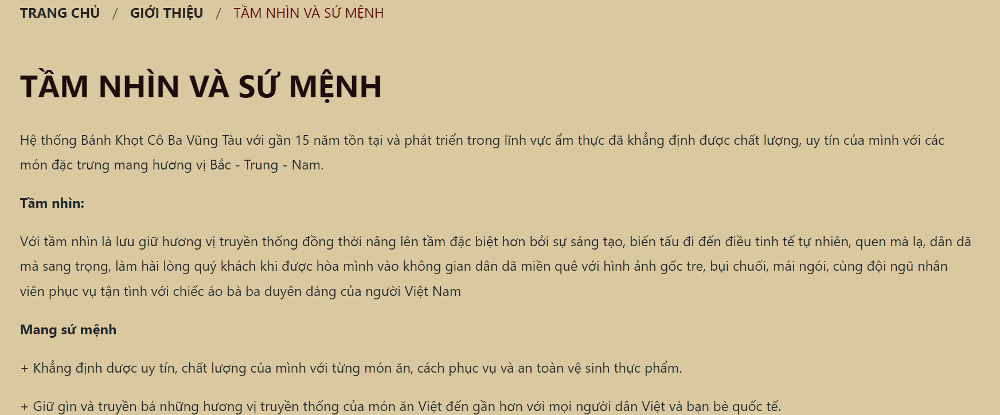 TRANG CHỦ / GIỚI THIỆU / TẦM NHÌN VÀ SỨ MỆNH
TẦM NHÌN VÀ SỨ MỆNH
Hệ thống Bánh Khọt Cô Ba Vũng Tàu với gần 15 năm tồn tại và phát triển trong lĩnh vực ẩm thực đã khẳng định được chất lượng, uy tín của mình với các
món đặc trưng mang hương vị Bắc - Trung - Nam.
Tầm nhìn:
Với tầm nhìn là lưu giữ hương vị truyền thống đồng thời nâng lên tầm đặc biệt hơn bởi sự sáng tạo, biến tấu đi đến điều tinh tế tự nhiên, quen mà lạ, dân dã
mà sang trọng, làm hài lòng quý khách khi được hòa mình vào không gian dân dã miền quê với hình ảnh gốc tre, bụi chuối, mái ngói, cùng đội ngũ nhân
viên phục vụ tận tình với chiếc áo bà ba duyên dáng của người Việt Nam
Mang sứ mệnh
+ Khẳng định dược uy tín, chất lượng của mình với từng món ăn, cách phục vụ và an toàn vệ sinh thực phẩm.
+ Giữ gìn và truyền bá những hương vị truyền thống của món ăn Việt đến gần hơn với mọi người dân Việt và bạn bè quốc tế.